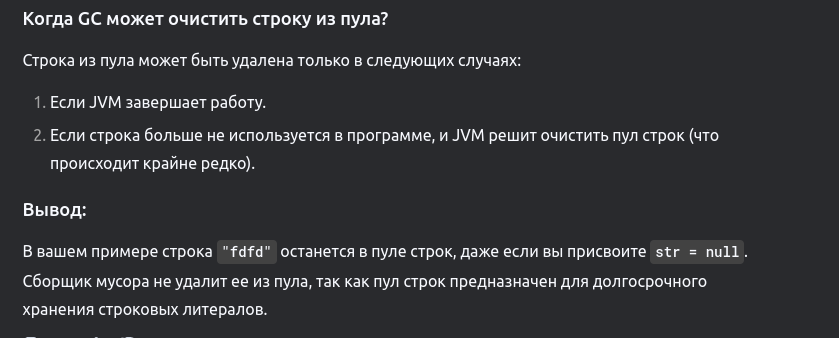 Когда GC может очистить строку из пула?
Строка из пула может быть удалена только в следующих случаях:
1. Если JVM завершает работу.
2. Если строка больше не используется в программе, и JVM решит очистить пул строк (что
происходит крайне редко).
Вывод:
В вашем примере строка "fdfd" останется в пуле строк, даже если вы присвоите str = null.
Сборщик мусора не удалит ее из пула, так как пул строк предназначен для долгосрочного
хранения строковых литералов.